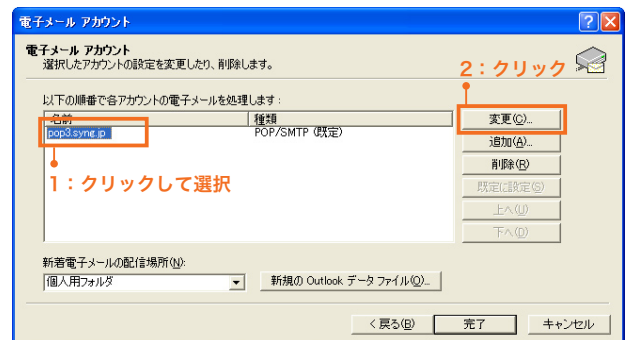 電子メール アカウント
電子メール アカウント
選択したアカウントの設定を変更したり、削除します。
2：クリック
以下の順番で各アカウントの電子メールを処理します：
名前 種類
pop3.syng.jp POP/SMTP (既定)
1：クリックして選択
変更(C)...
追加(A)...
削除(R)
既定に設定(S)
上へ(U)
下へ(D)
新着電子メールの配信場所(N):
個人用フォルダ 新規の Outlook データ ファイル(O)...
< 戻る(B) 完了 キャンセル